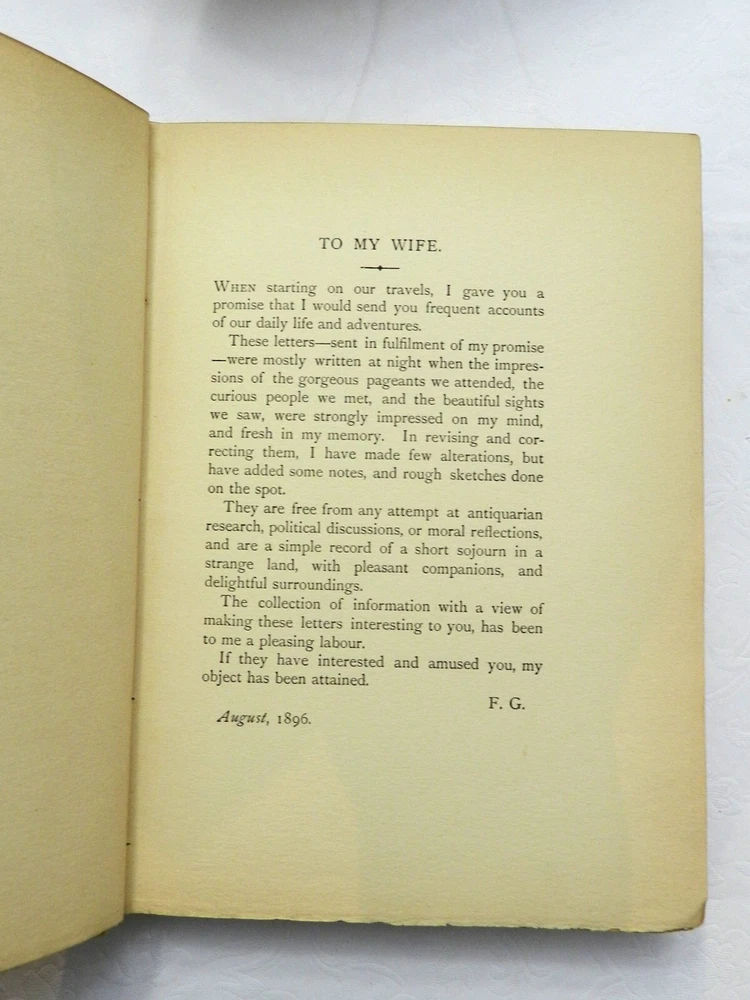 TO MY WIFE.
WHEN starting on our travels, I gave you a
promise that I would send you frequent accounts
of our daily life and adventures.
These letters—sent in fulfilment of my promise
—were mostly written at night when the impres-
sions of the gorgeous pageants we attended, the
curious people we met, and the beautiful sights
we saw, were strongly impressed on my mind,
and fresh in my memory. In revising and cor-
recting them, I have made few alterations, but
have added some notes, and rough sketches done
on the spot.
They are free from any attempt at antiquarian
research, political discussions, or moral reflections,
and are a simple record of a short sojourn in a
strange land, with pleasant companions, and
delightful surroundings.
The collection of information with a view of
making these letters interesting to you, has been
to me a pleasing labour.
If they have interested and amused you, my
object has been attained.
F. G.
August, 1896.